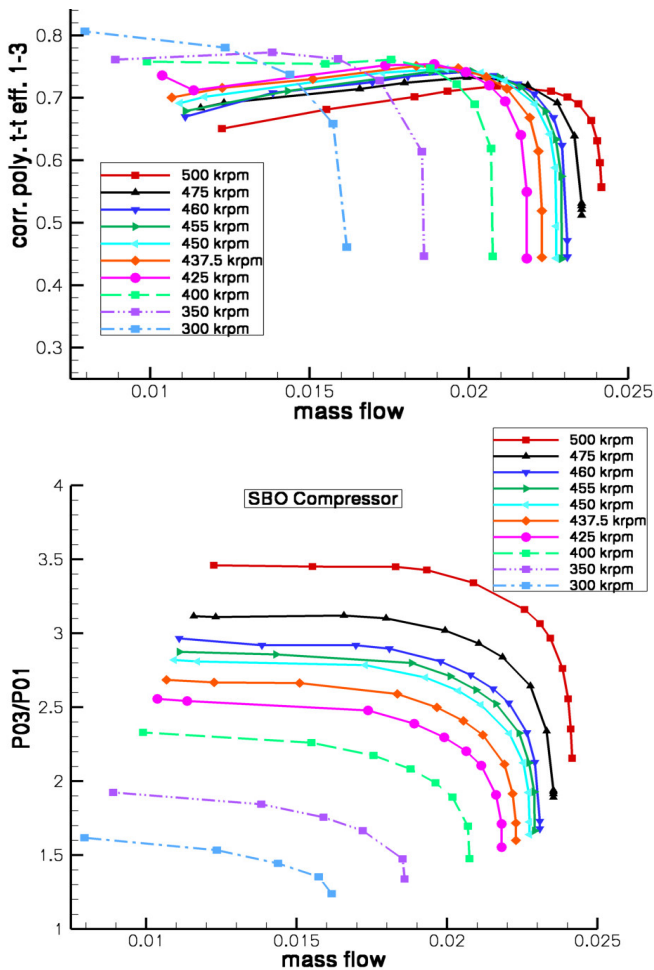 corr. poly. t-t eff. 1-3
0.8
0.7
0.6
0.5
0.4
0.3
500 krpm
475 krpm
460 krpm
455 krpm
450 krpm
437.5 krpm
425 krpm
400 krpm
350 krpm
300 krpm
0.01
0.015
0.02
0.025
mass flow
500 krpm
475 krpm
460 krpm
455 krpm
450 krpm
437.5 krpm
425 krpm
400 krpm
350 krpm
300 krpm
SBO Compressor
P03/P01
4
3.5
3
2.5
2
1.5
1
0.01
0.015
0.02
0.025
mass flow